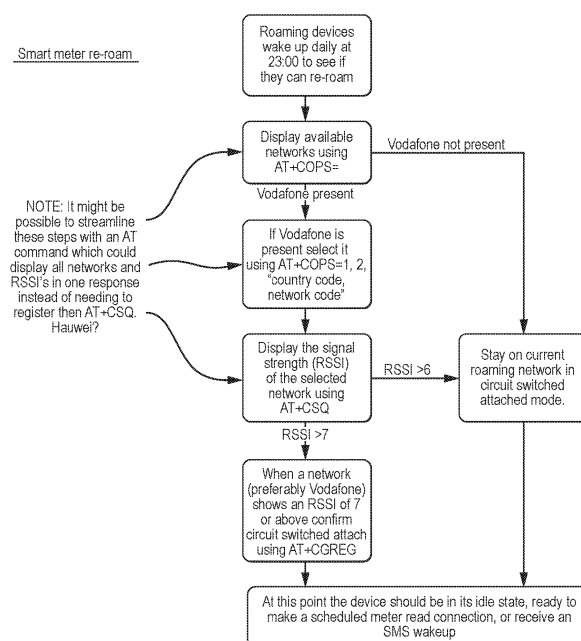 Smart meter re-roam
Roaming devices
wake up daily at
23:00 to see if
they can re-roam
Display available
networks using
AT+COPS=
Vodafone not present
Vodafone present
NOTE: It might be
possible to streamline
these steps with an AT
command which could
display all networks and
RSSI's in one response
instead of needing to
register then AT+CSQ.
Hauwei?
If Vodafone is
present select it
using AT+COPS=1, 2,
“country code,
network code”
Display the signal
strength (RSSI)
of the selected
network using
AT+CSQ
RSSI >6
Stay on current
roaming network in
circuit switched
attached mode.
RSSI >7
When a network
(preferably Vodafone)
shows an RSSI of 7
or above confirm
circuit switched attach
using AT+CGREG
At this point the device should be in its idle state, ready to
make a scheduled meter read connection, or receive an
SMS wakeup